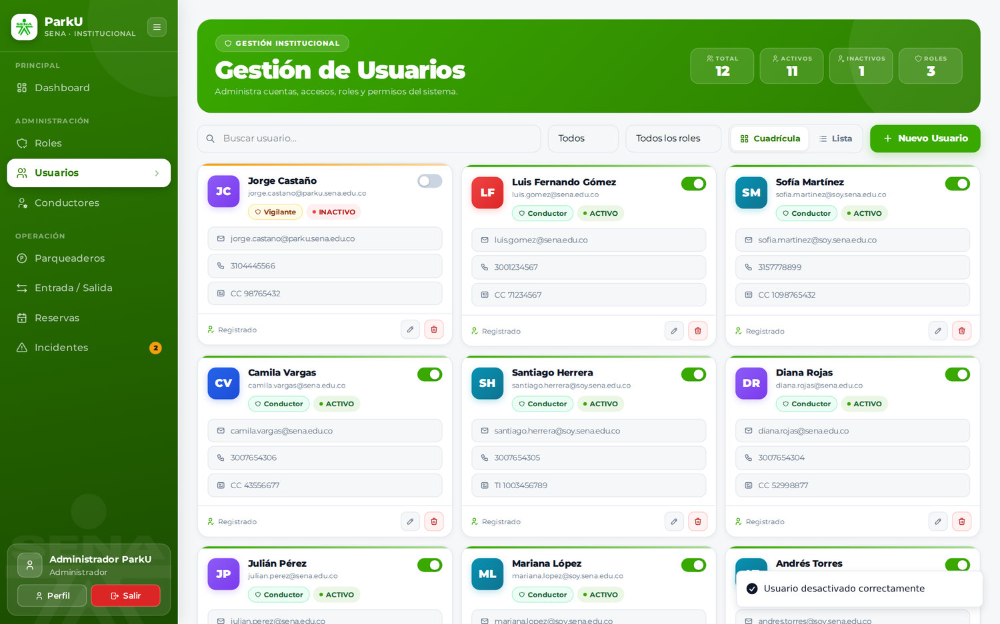 SENA
ParkU
SENA · INSTITUCIONAL
PRINCIPAL
Dashboard
ADMINISTRACIÓN
Roles
Usuarios
Conductores
OPERACIÓN
Parqueaderos
Entrada / Salida
Reservas
Incidentes
2
SENA
Administrador ParkU
Administrador
Perfil
Salir
GESTIÓN INSTITUCIONAL
Gestión de Usuarios
Administra cuentas, accesos, roles y permisos del sistema.
TOTAL
12
ACTIVOS
11
INACTIVOS
1
ROLES
3
Buscar usuario...
Todos
Todos los roles
Cuadrícula
Lista
Nuevo Usuario
JC
Jorge Castaño
jorge.castano@parku.sena.edu.co
Vigilante
INACTIVO
jorge.castano@parku.sena.edu.co
3104445566
CC 98765432
Registrado
LF
Luis Fernando Gómez
luis.gomez@sena.edu.co
Conductor
ACTIVO
luis.gomez@sena.edu.co
3001234567
CC 71234567
Registrado
SM
Sofía Martínez
sofia.martinez@soy.sena.edu.co
Conductor
ACTIVO
sofia.martinez@soy.sena.edu.co
3157778899
CC 1098765432
Registrado
CV
Camila Vargas
camila.vargas@sena.edu.co
Conductor
ACTIVO
camila.vargas@sena.edu.co
3007654306
CC 43556677
Registrado
SH
Santiago Herrera
santiago.herrera@soy.sena.edu.co
Conductor
ACTIVO
santiago.herrera@soy.sena.edu.co
3007654305
TI 1003456789
Registrado
DR
Diana Rojas
diana.rojas@sena.edu.co
Conductor
ACTIVO
diana.rojas@sena.edu.co
3007654304
CC 52998877
Registrado
JP
Julián Pérez
julian.perez@sena.edu.co
Conductor
ACTIVO
julian.perez@sena.edu.co
ML
Mariana López
mariana.lopez@soy.sena.edu.co
Conductor
ACTIVO
mariana.lopez@soy.sena.edu.co
Andrés Torres
andres.torres@soy.sena.edu.co
Usuario desactivado correctamente